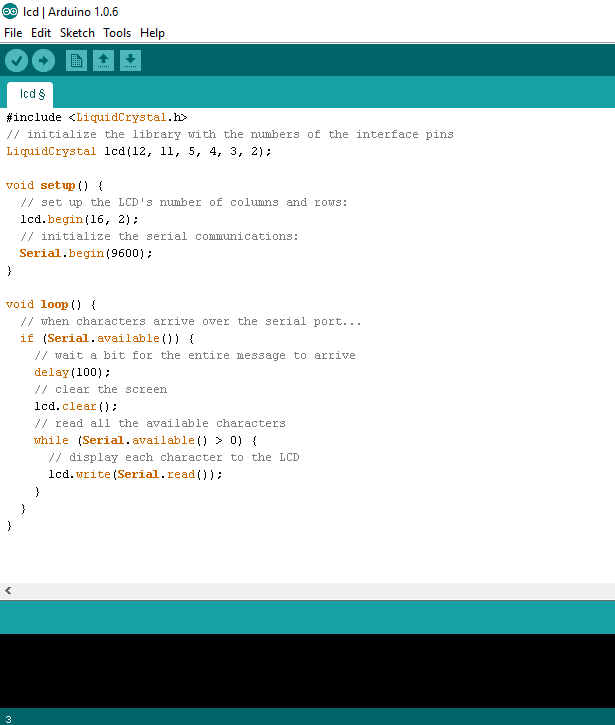 lcd | Arduino 1.0.6
File Edit Sketch Tools Help
lcd §
#include <LiquidCrystal.h>
// initialize the library with the numbers of the interface pins
LiquidCrystal lcd(12, 11, 5, 4, 3, 2);
void setup() {
  // set up the LCD's number of columns and rows:
  lcd.begin(16, 2);
  // initialize the serial communications:
  Serial.begin(9600);
}
void loop() {
  // when characters arrive over the serial port...
  if (Serial.available()) {
    // wait a bit for the entire message to arrive
    delay(100);
    // clear the screen
    lcd.clear();
    // read all the available characters
    while (Serial.available() > 0) {
      // display each character to the LCD
      lcd.write(Serial.read());
    }
  }
}
3